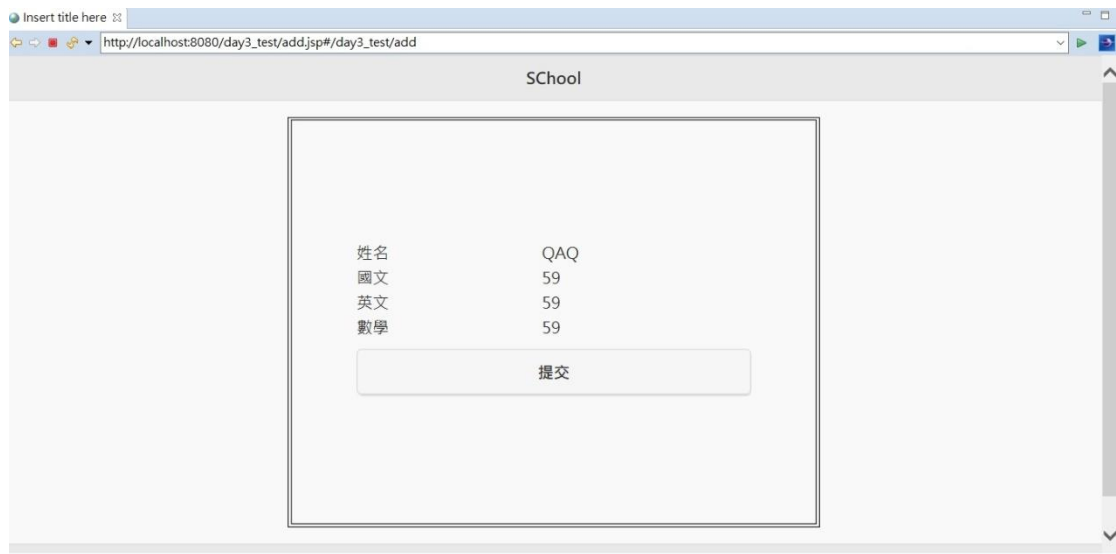 Insert title here
http://localhost:8080/day3_test/add.jsp#/day3_test/add
SChool
姓名 QAQ
國文 59
英文 59
數學 59
提交